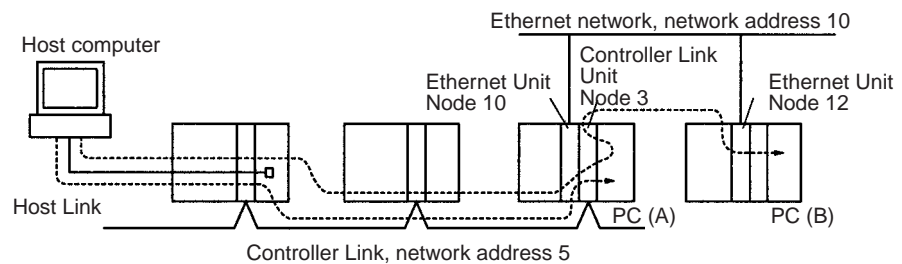 Ethernet network, network address 10
Host computer
Controller Link
Unit
Node 3
Ethernet Unit
Node 10
Ethernet Unit
Node 12
Host Link
PC (A)
PC (B)
Controller Link, network address 5